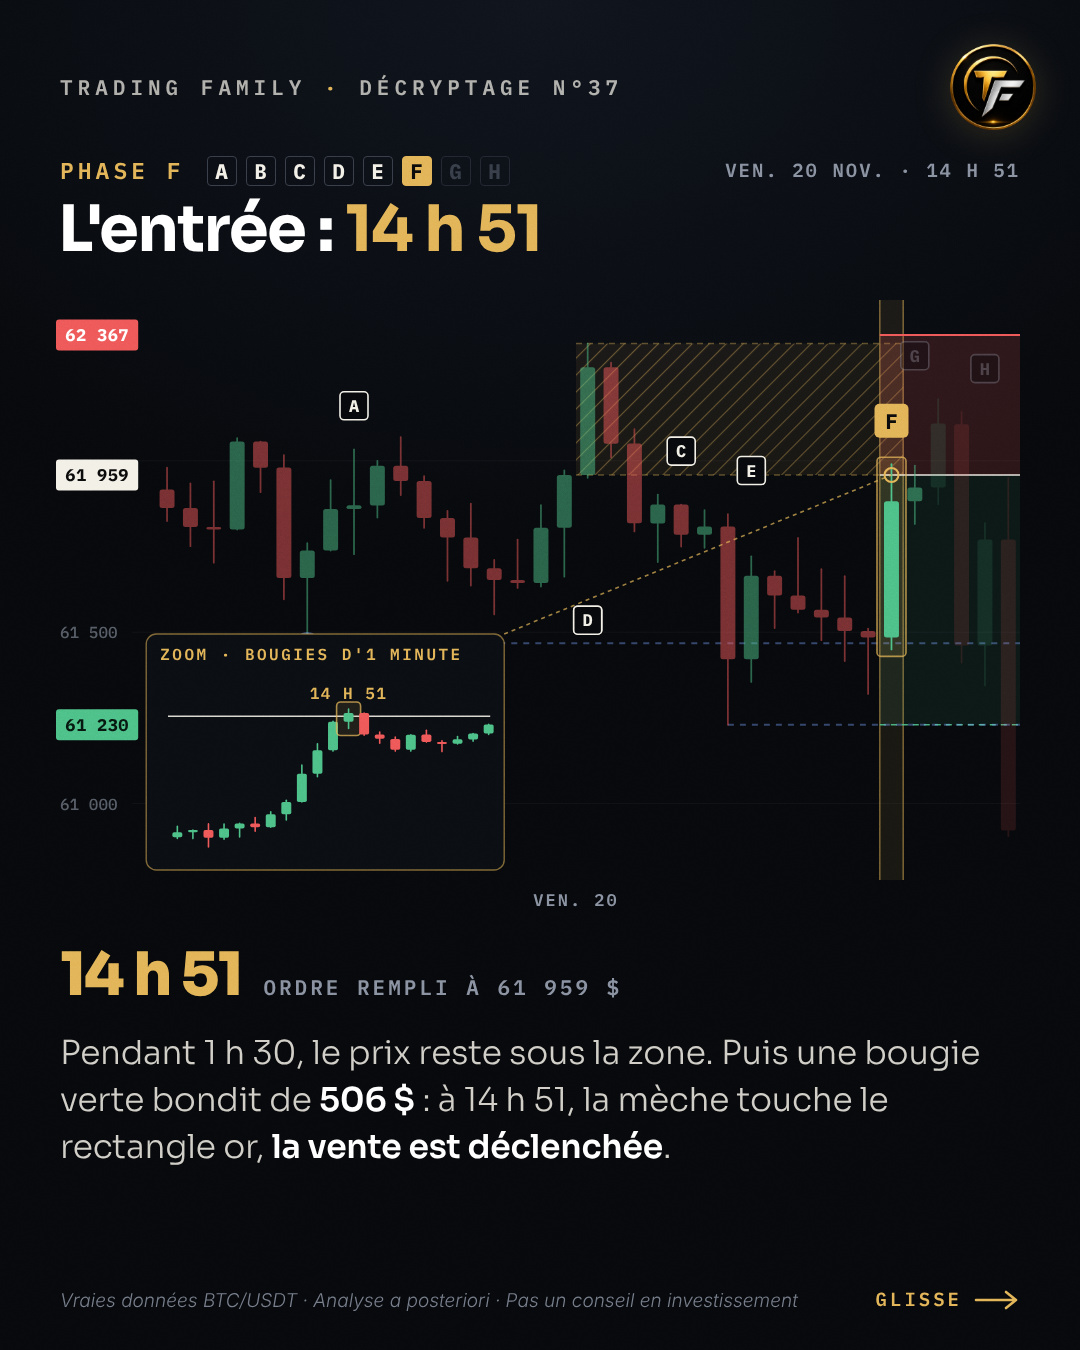 TRADING FAMILY · DÉCRYPTAGE N°37
TF
PHASE F A B C D E F G H
VEN. 20 NOV. · 14 H 51
L'entrée : 14 h 51
62 367
G
H
A
F
C
61 959
E
D
61 500
ZOOM · BOUGIES D'1 MINUTE
14 H 51
61 230
61 000
VEN. 20
14 h 51 ORDRE REMPLI À 61 959 $
Pendant 1 h 30, le prix reste sous la zone. Puis une bougie
verte bondit de 506 $ : à 14 h 51, la mèche touche le
rectangle or, la vente est déclenchée.
Vraies données BTC/USDT · Analyse a posteriori · Pas un conseil en investissement
GLISSE